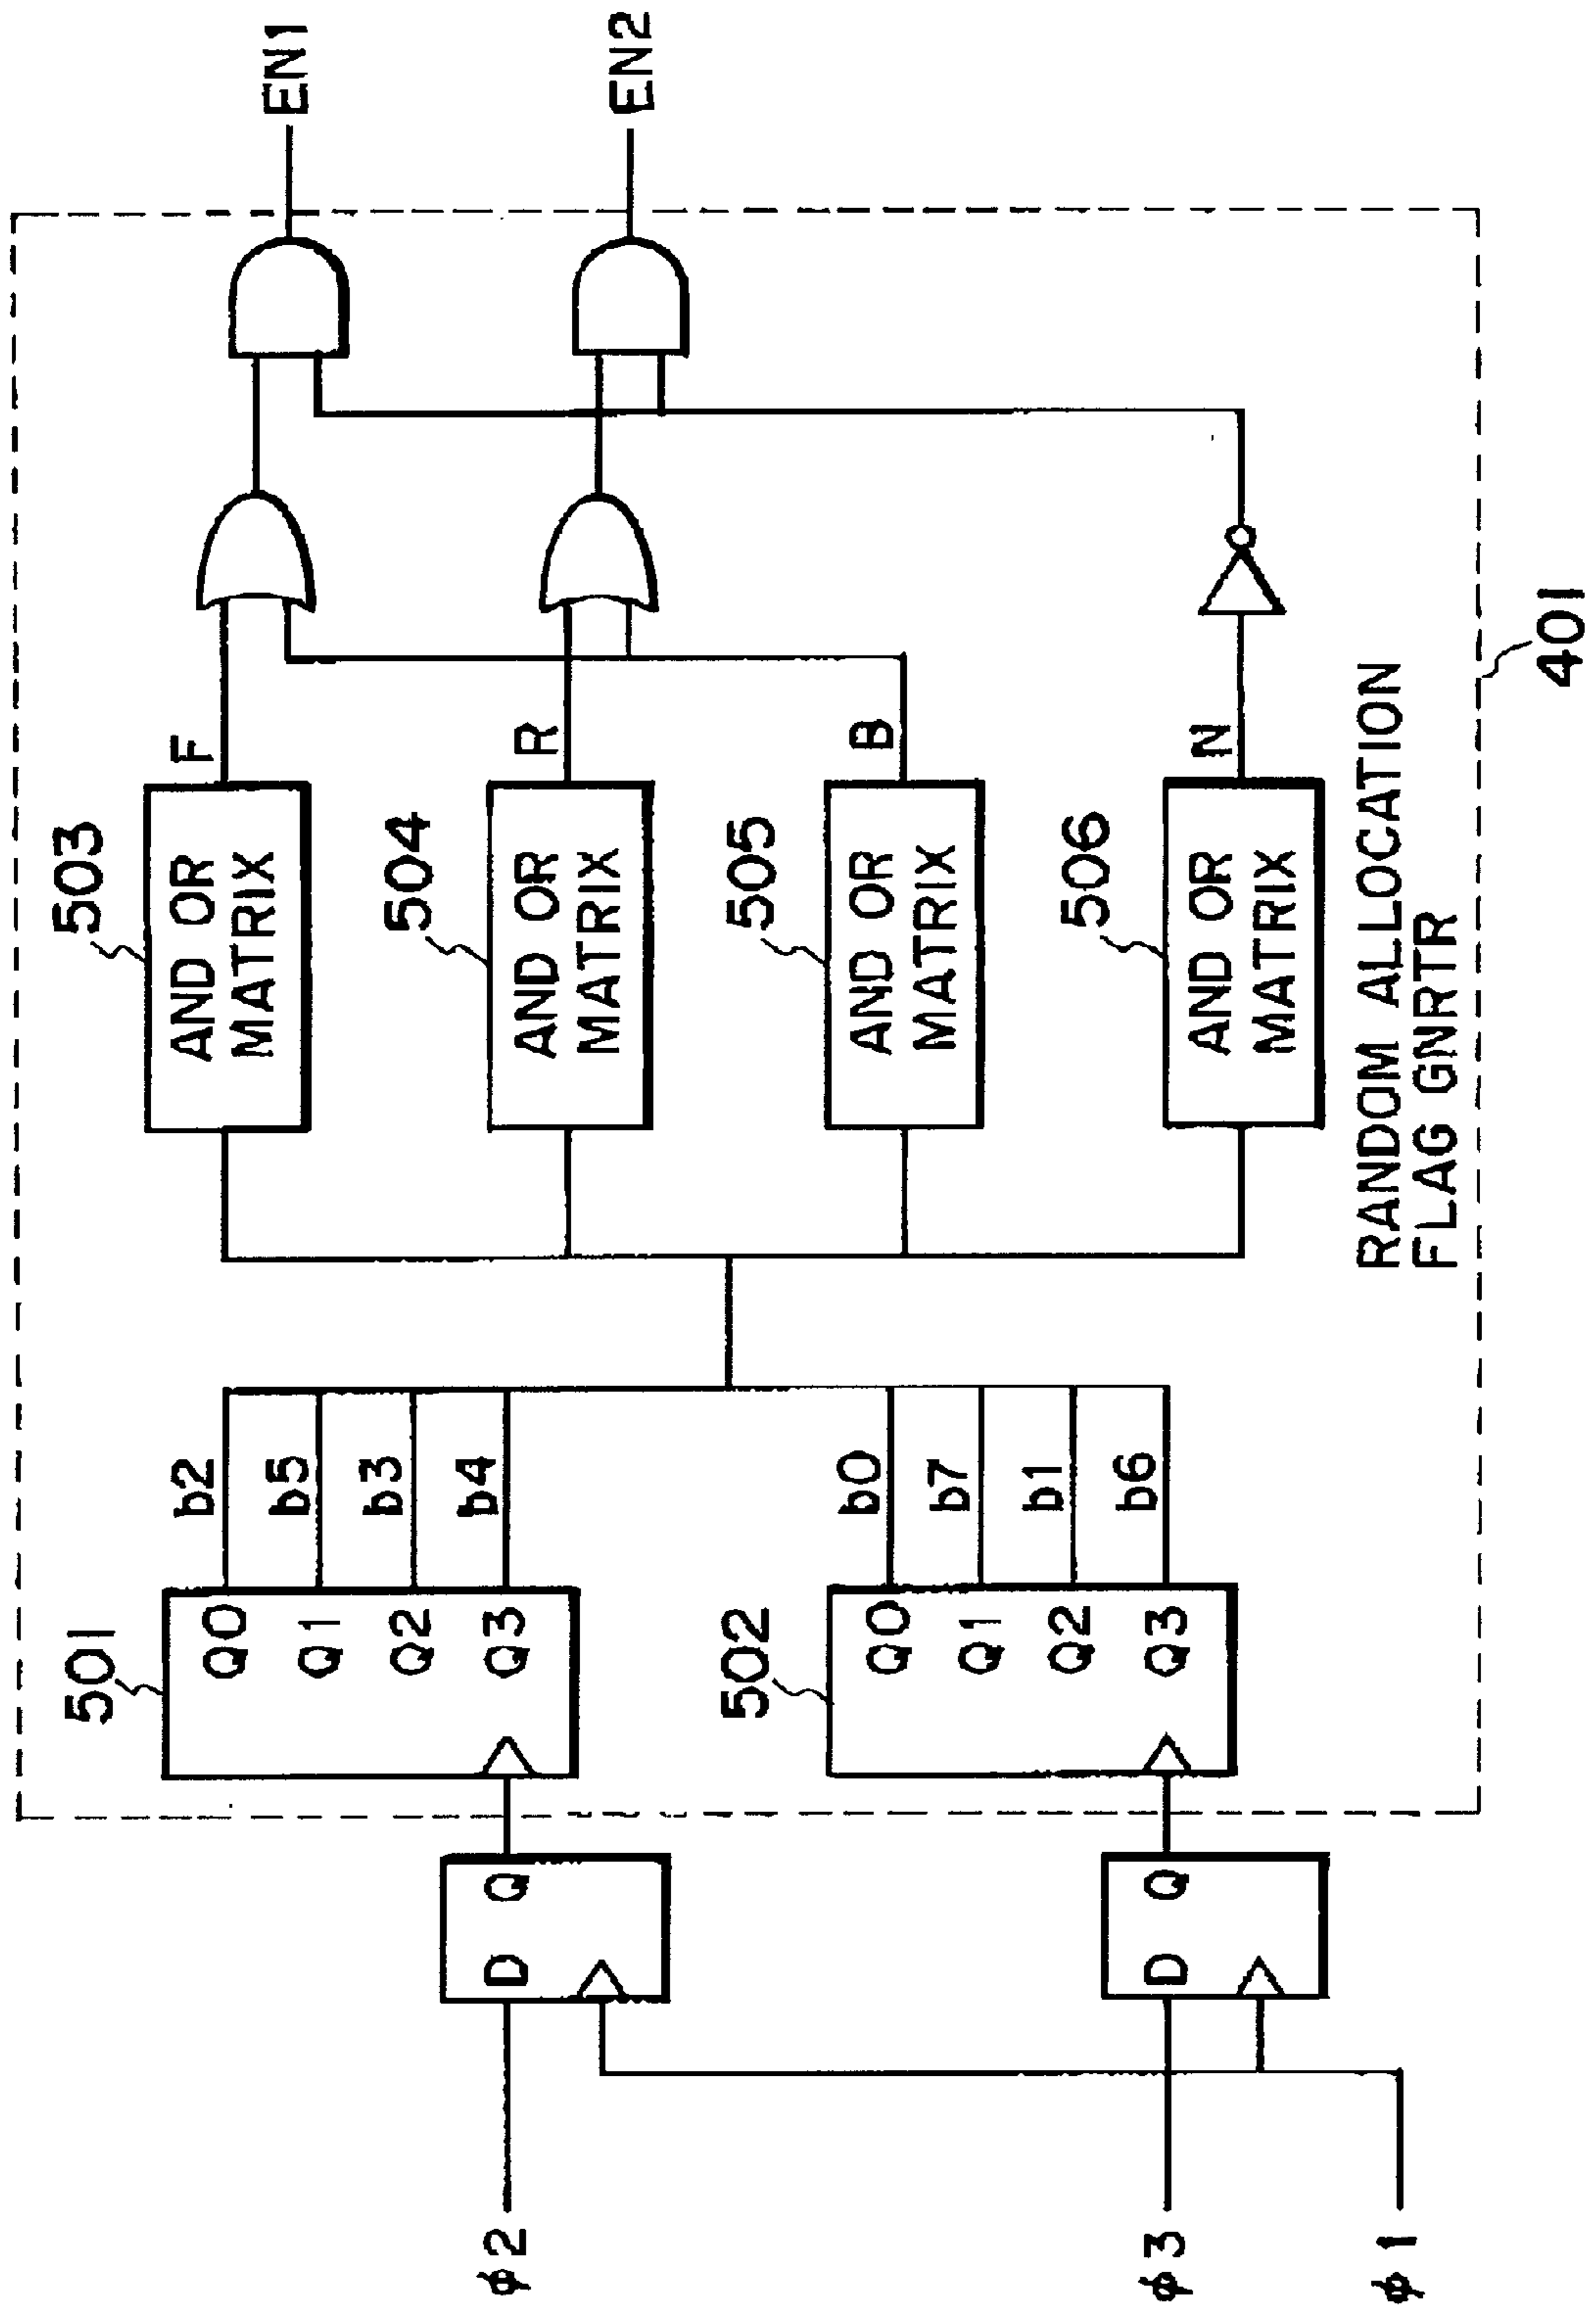 φ2
φ3
φ1
D Q
D Q
501
Q0
Q1
Q2
Q3
502
Q0
Q1
Q2
Q3
b2
b5
b3
b4
b0
b7
b1
b6
503
AND OR
MATRIX
F
504
AND OR
MATRIX
R
505
AND OR
MATRIX
B
506
AND OR
MATRIX
N
EN1
EN2
RANDOM ALLOCATION
FLAG GNRTR
401